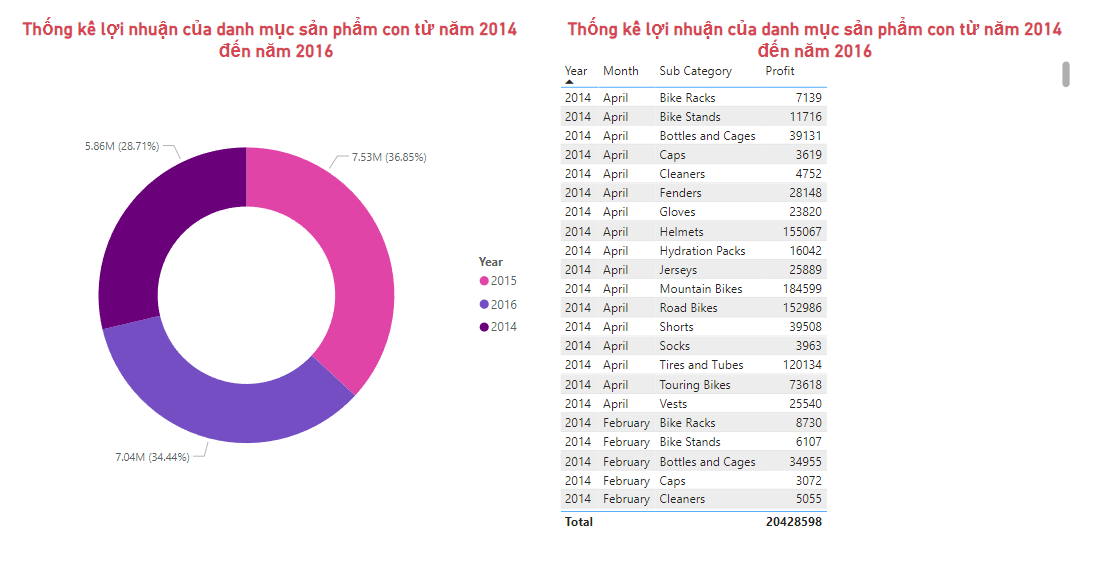 Thống kê lợi nhuận của danh mục sản phẩm con từ năm 2014
đến năm 2016
5.86M (28.71%)
7.53M (36.85%)
7.04M (34.44%)
Year
2015
2016
2014
Thống kê lợi nhuận của danh mục sản phẩm con từ năm 2014
đến năm 2016
Year Month Sub Category Profit
2014 April Bike Racks 7139
2014 April Bike Stands 11716
2014 April Bottles and Cages 39131
2014 April Caps 3619
2014 April Cleaners 4752
2014 April Fenders 28148
2014 April Gloves 23820
2014 April Helmets 155067
2014 April Hydration Packs 16042
2014 April Jerseys 25889
2014 April Mountain Bikes 184599
2014 April Road Bikes 152986
2014 April Shorts 39508
2014 April Socks 3963
2014 April Tires and Tubes 120134
2014 April Touring Bikes 73618
2014 April Vests 25540
2014 February Bike Racks 8730
2014 February Bike Stands 6107
2014 February Bottles and Cages 34955
2014 February Caps 3072
2014 February Cleaners 5055
Total 20428598